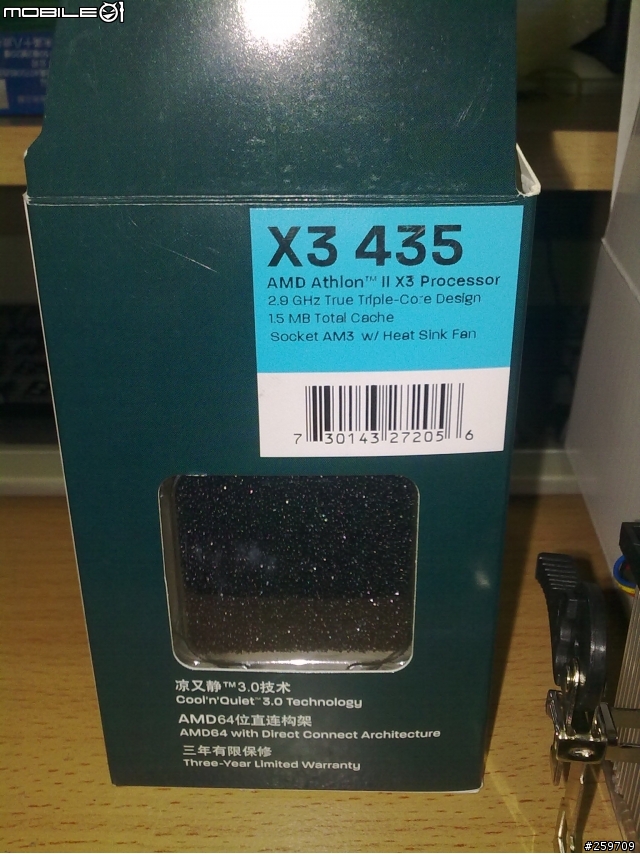 MOBILE01
X3 435
AMD Athlon™ II X3 Processor
2.9 GHz True Triple-Core Design
1.5 MB Total Cache
Socket AM3 w/ Heat Sink Fan
7 30143 27205 6
凉又静™3.0技术
Cool'n'Quiet™ 3.0 Technology
AMD64位直连构架
AMD64 with Direct Connect Architecture
三年有限保修
Three-Year Limited Warranty
#259709